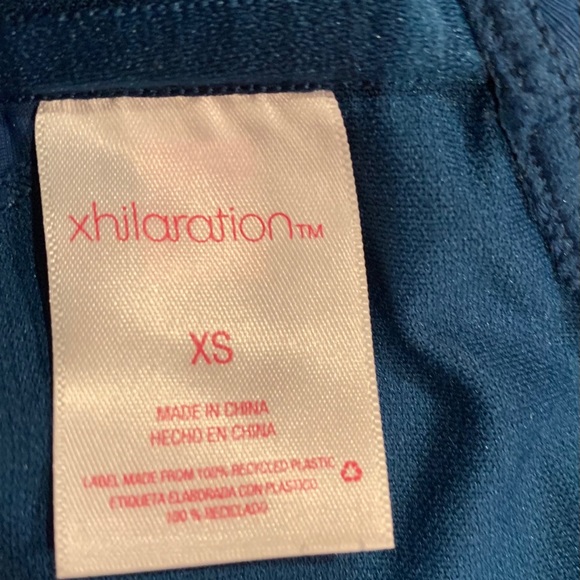 xhilaration™
XS
MADE IN CHINA
HECHO EN CHINA
LABEL MADE FROM 100% RECYCLED PLASTIC
ETIQUETA ELABORADA CON PLASTICO
100 % RECICLADO